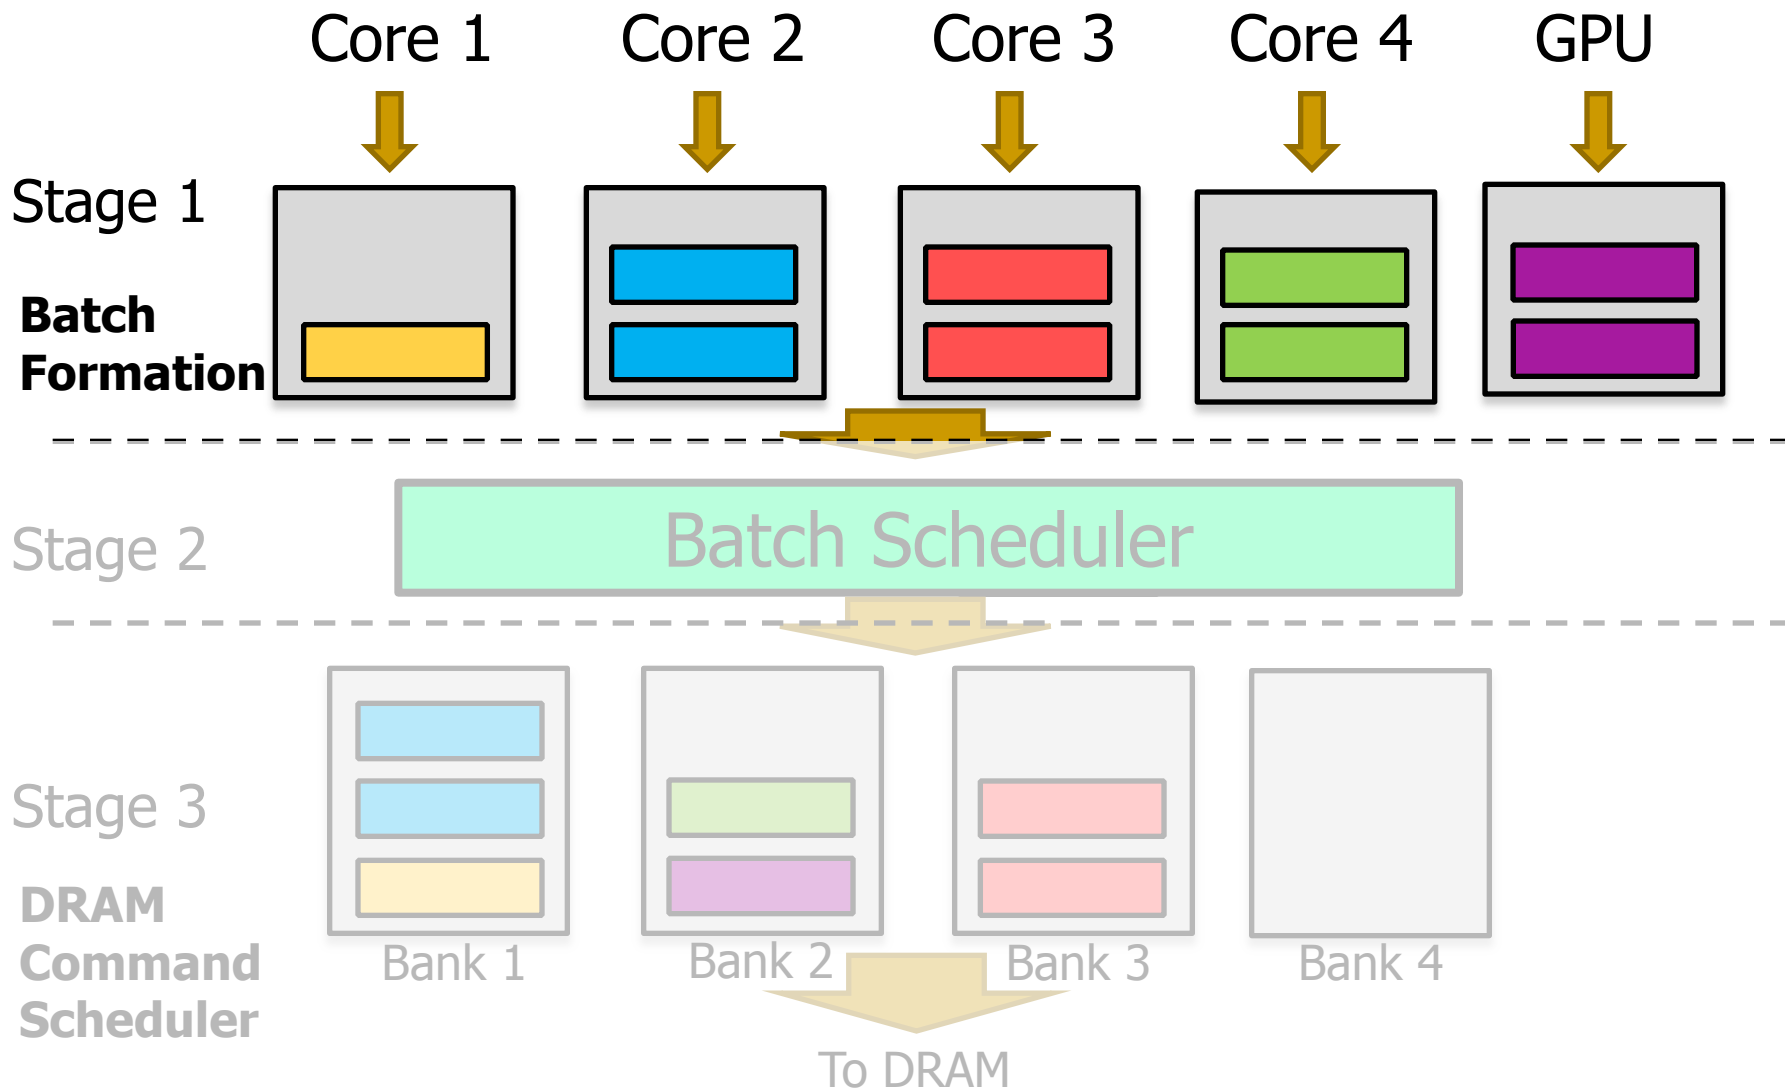 Core 1
Core 2
Core 3
Core 4
GPU
Stage 1
Batch
Formation
Stage 2
Batch Scheduler
Stage 3
DRAM
Command
Scheduler
Bank 1
Bank 2
Bank 3
Bank 4
To DRAM